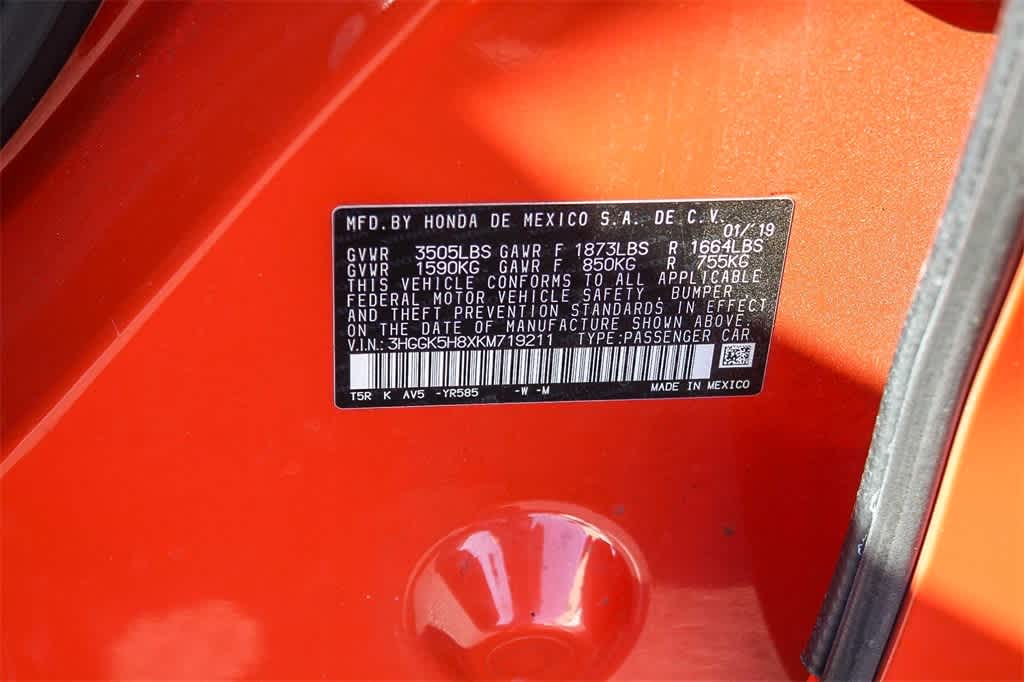 MFD.BY HONDA DE MEXICO S.A. DE C.V.
01/'19
GVWR 3505LBS GAWR F 1873LBS R 1664LBS
GVWR 1590KG GAWR F 850KG R 755KG
THIS VEHICLE CONFORMS TO ALL APPLICABLE
FEDERAL MOTOR VEHICLE SAFETY, BUMPER
AND THEFT PREVENTION STANDARDS IN EFFECT
ON THE DATE OF MANUFACTURE SHOWN ABOVE.
V.I.N.: 3HGGK5H8XKM719211 TYPE:PASSENGER CAR
T5R K AV5 -YR585 -W -M MADE IN MEXICO